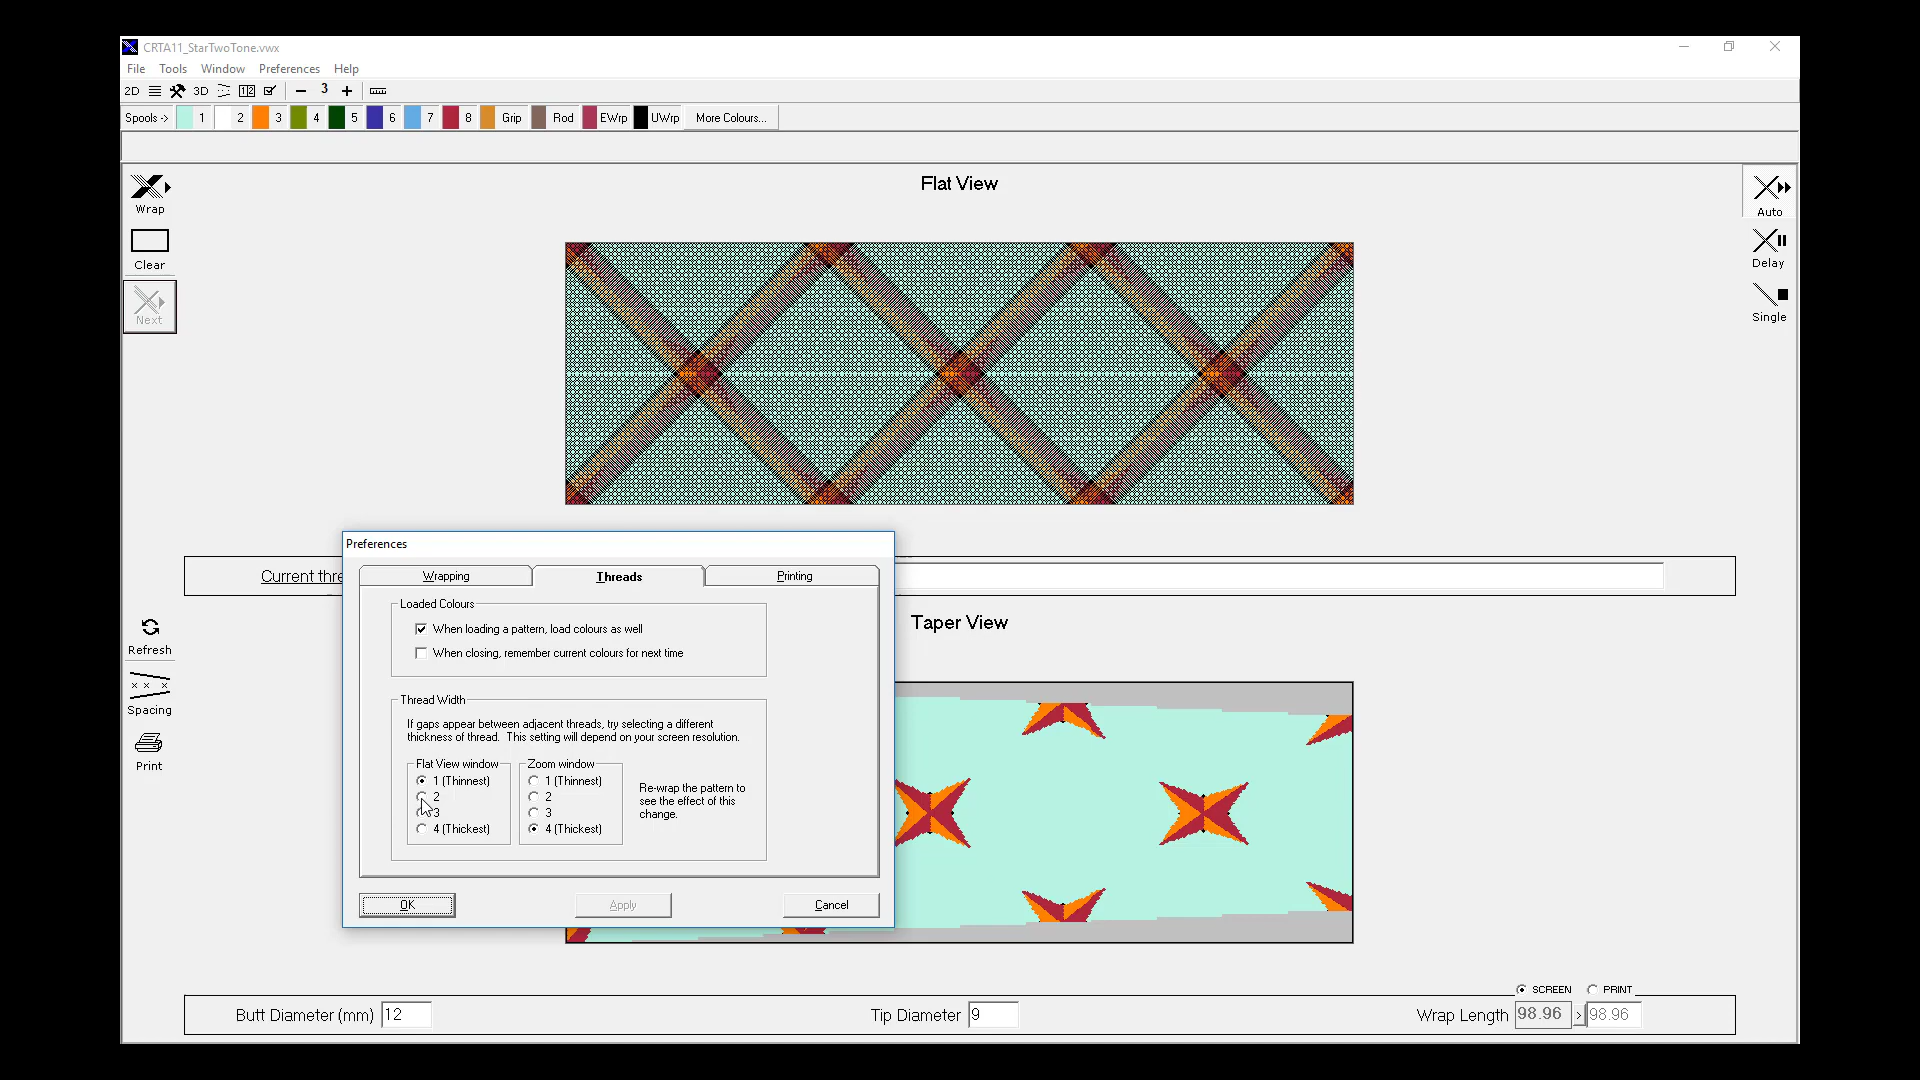 CRTA11_StarTwoTone.vwx
File Tools Window Preferences Help
2D 3D 1|2 3
Spools -> 1 2 3 4 5 6 7 8 Grip Rod EWrp UWrp More Colours...
Flat View
Wrap
Clear
Next
Auto
Delay
Single
Preferences
Current thre
Wrapping Threads Printing
Loaded Colours
When loading a pattern, load colours as well
When closing, remember current colours for next time
Thread Width
If gaps appear between adjacent threads, try selecting a different
thickness of thread. This setting will depend on your screen resolution.
Flat View window
1 (Thinnest)
2
3
4 (Thickest)
Zoom window
1 (Thinnest)
2
3
4 (Thickest)
Re-wrap the pattern to
see the effect of this
change.
OK Apply Cancel
Taper View
Refresh
Spacing
Print
SCREEN PRINT
Butt Diameter (mm) 12 Tip Diameter 9 Wrap Length 98.96 > 98.96